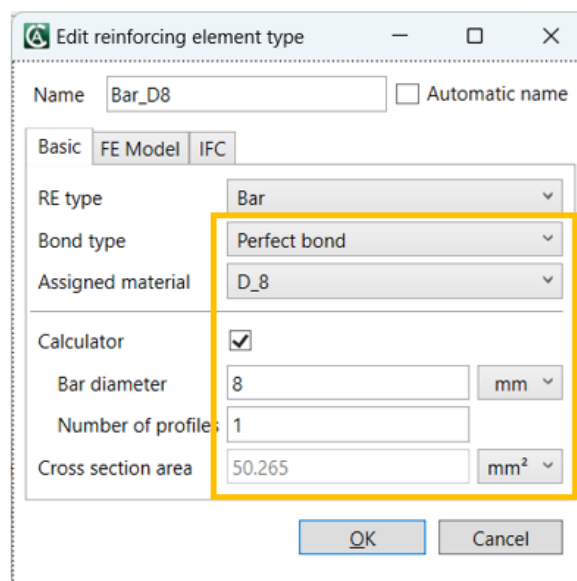 Edit reinforcing element type
Name Bar_D8 Automatic name
Basic FE Model IFC
RE type Bar
Bond type Perfect bond
Assigned material D_8
Calculator
Bar diameter 8 mm
Number of profiles 1
Cross section area 50.265 mm²
OK Cancel